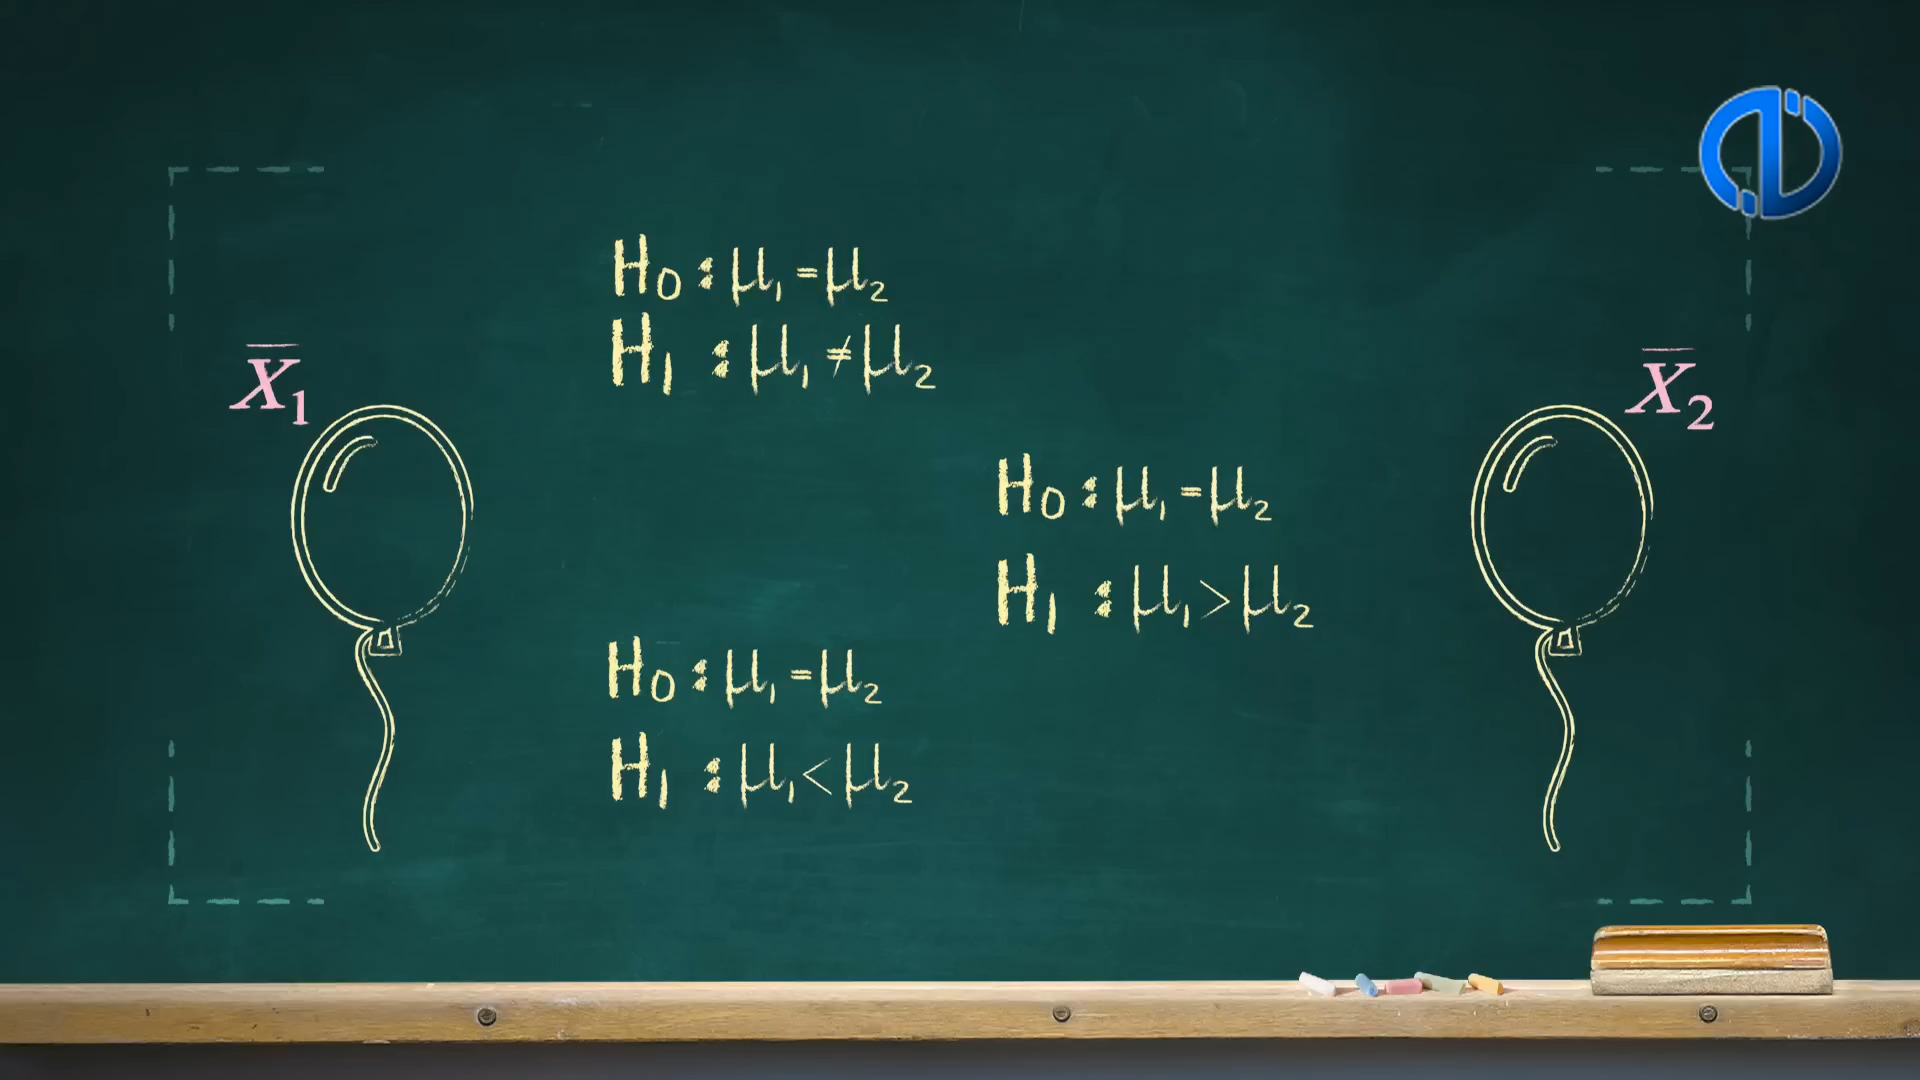 H₀ : μ₁ = μ₂
H₁ : μ₁ ≠ μ₂
X̅₁
X̅₂
H₀ : μ₁ = μ₂
H₁ : μ₁ > μ₂
H₀ : μ₁ = μ₂
H₁ : μ₁ < μ₂